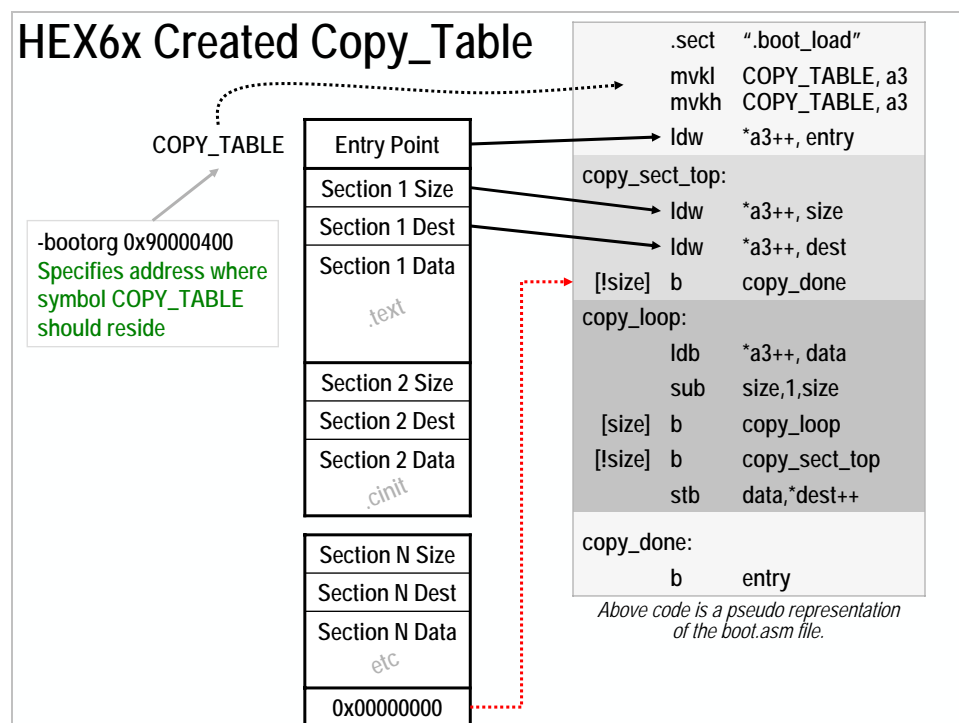 HEX6x Created Copy_Table
COPY_TABLE
-bootorg 0x90000400
Specifies address where
symbol COPY_TABLE
should reside
Entry Point
Section 1 Size
Section 1 Dest
Section 1 Data
.text
Section 2 Size
Section 2 Dest
Section 2 Data
.cinit
Section N Size
Section N Dest
Section N Data
etc
0x00000000
.sect “.boot_load”
mvkl COPY_TABLE, a3
mvkh COPY_TABLE, a3
ldw *a3++, entry
copy_sect_top:
ldw *a3++, size
ldw *a3++, dest
[!size] b copy_done
copy_loop:
ldb *a3++, data
sub size,1,size
[size] b copy_loop
[!size] b copy_sect_top
stb data,*dest++
copy_done:
b entry
Above code is a pseudo representation
of the boot.asm file.